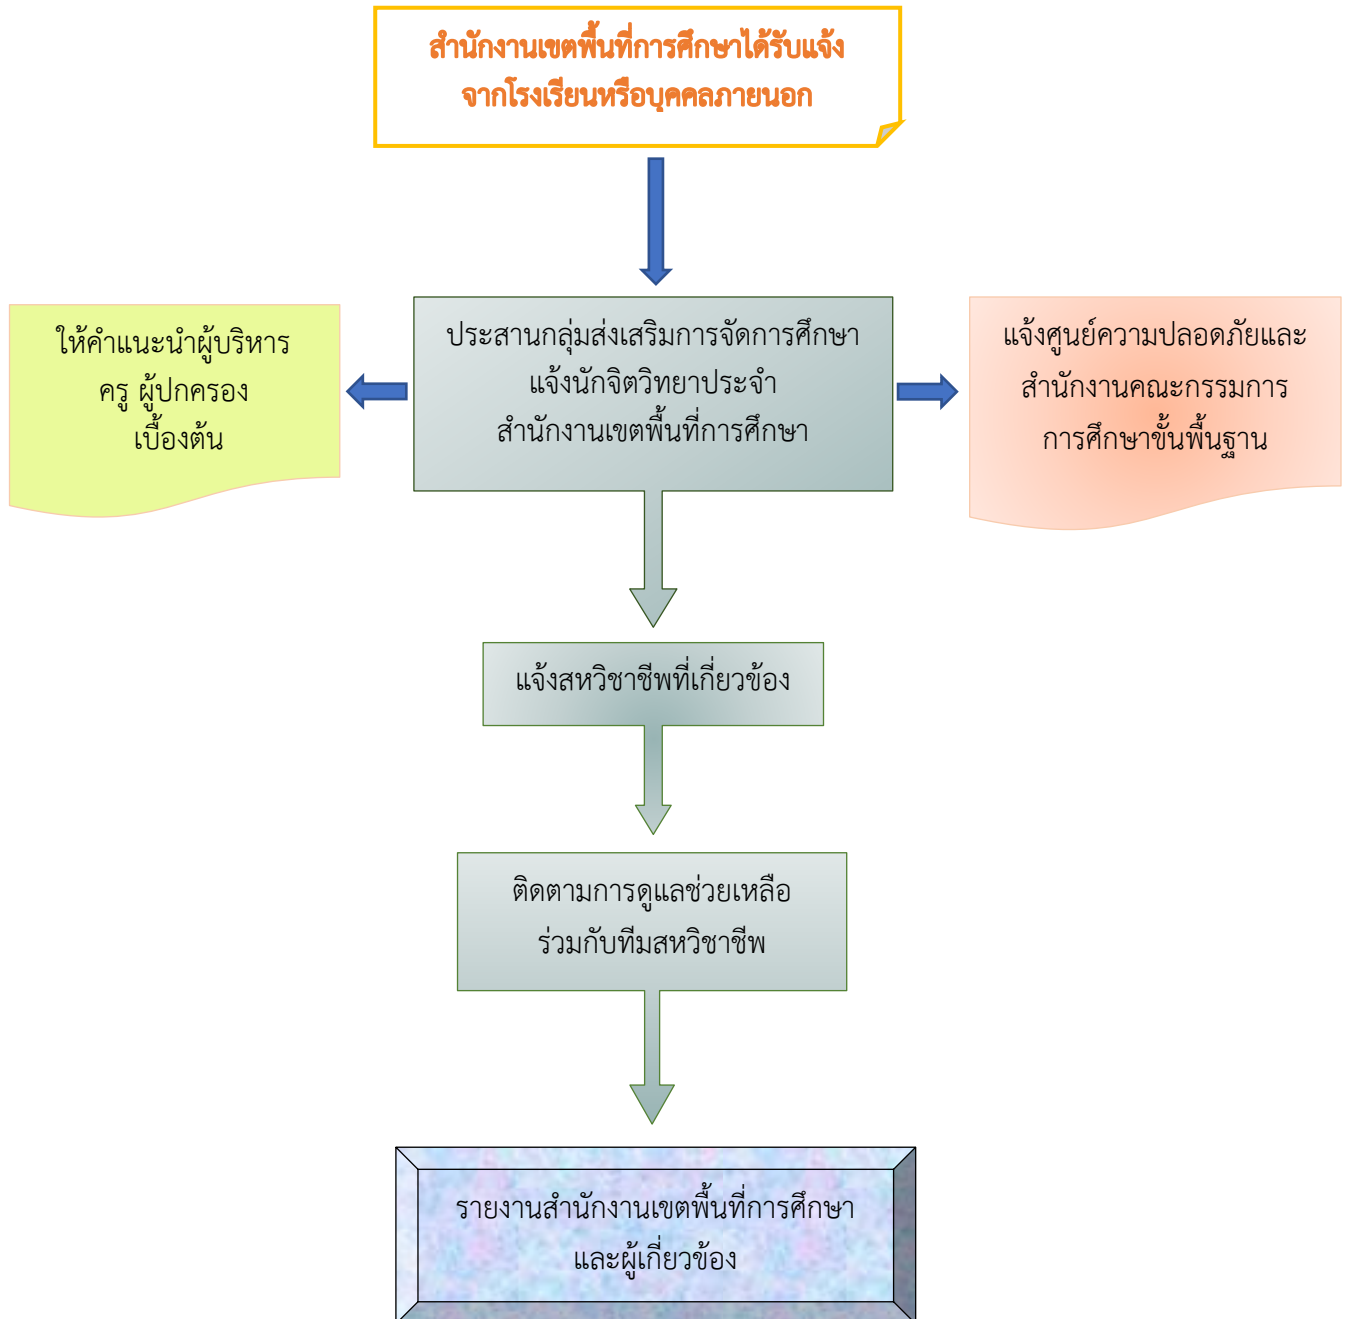 สำนักงานเขตพื้นที่การศึกษาได้รับแจ้ง
จากโรงเรียนหรือบุคคลภายนอก
ให้คำแนะนำผู้บริหาร
ครู ผู้ปกครอง
เบื้องต้น
ประสานกลุ่มส่งเสริมการจัดการศึกษา
แจ้งนักจิตวิทยาประจำ
สำนักงานเขตพื้นที่การศึกษา
แจ้งศูนย์ความปลอดภัยและ
สำนักงานคณะกรรมการ
การศึกษาขั้นพื้นฐาน
แจ้งสหวิชาชีพที่เกี่ยวข้อง
ติดตามการดูแลช่วยเหลือ
ร่วมกับทีมสหวิชาชีพ
รายงานสำนักงานเขตพื้นที่การศึกษา
และผู้เกี่ยวข้อง